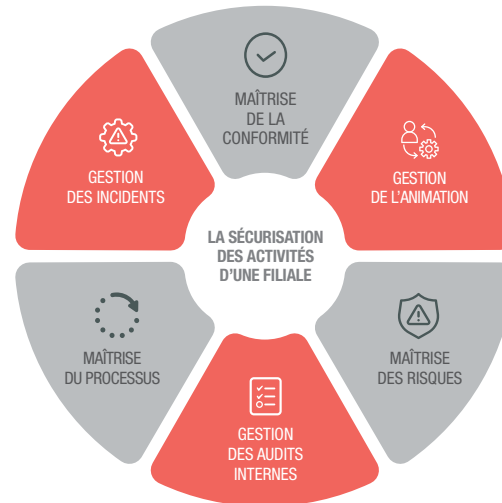 MAÎTRISE
DE LA
CONFORMITÉ
GESTION
DE L'ANIMATION
MAÎTRISE
DES RISQUES
GESTION
DES AUDITS
INTERNES
MAÎTRISE
DU PROCESSUS
GESTION
DES INCIDENTS
LA SÉCURISATION
DES ACTIVITÉS
D'UNE FILIALE